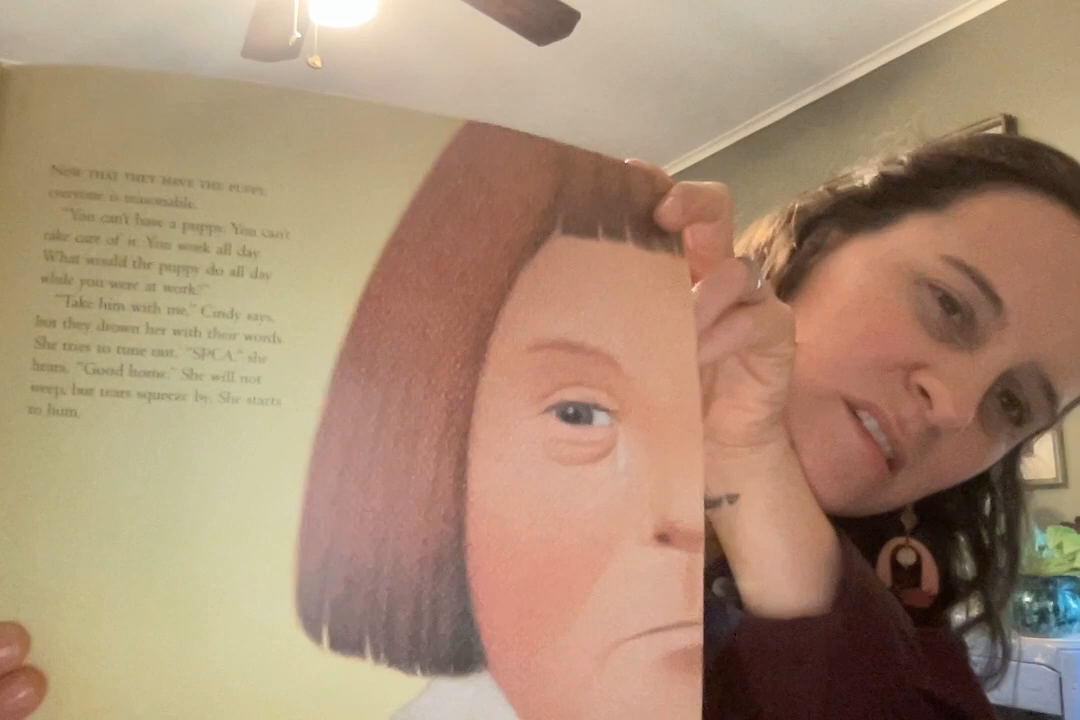 NOW THAT THEY HAVE THE PUPPY,
everyone is reasonable.
"You can't have a puppy. You can't
take care of it. You work all day.
What would the puppy do all day
while you were at work?"
"Take him with me," Cindy says,
but they drown her with their words.
She tries to tune out. "SPCA," she
hears. "Good home." She will not
weep, but tears squeeze by. She starts
to hum.